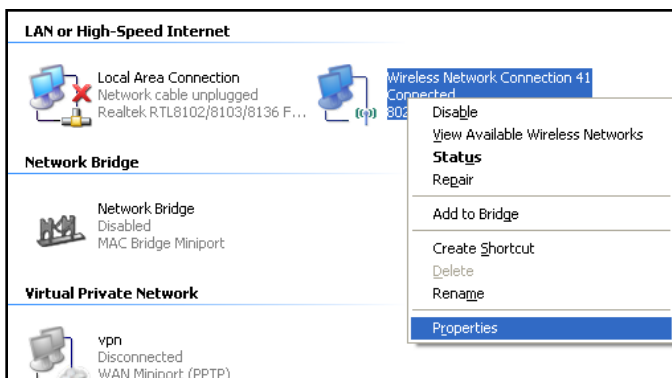 LAN or High-Speed Internet
Local Area Connection
Network cable unplugged
Realtek RTL8102/8103/8136 F...
Wireless Network Connection 41
Connected
802
Disable
View Available Wireless Networks
Status
Repair
Add to Bridge
Create Shortcut
Delete
Rename
Properties
Network Bridge
Network Bridge
Disabled
MAC Bridge Miniport
Virtual Private Network
vpn
Disconnected
WAN Miniport (PPTP)